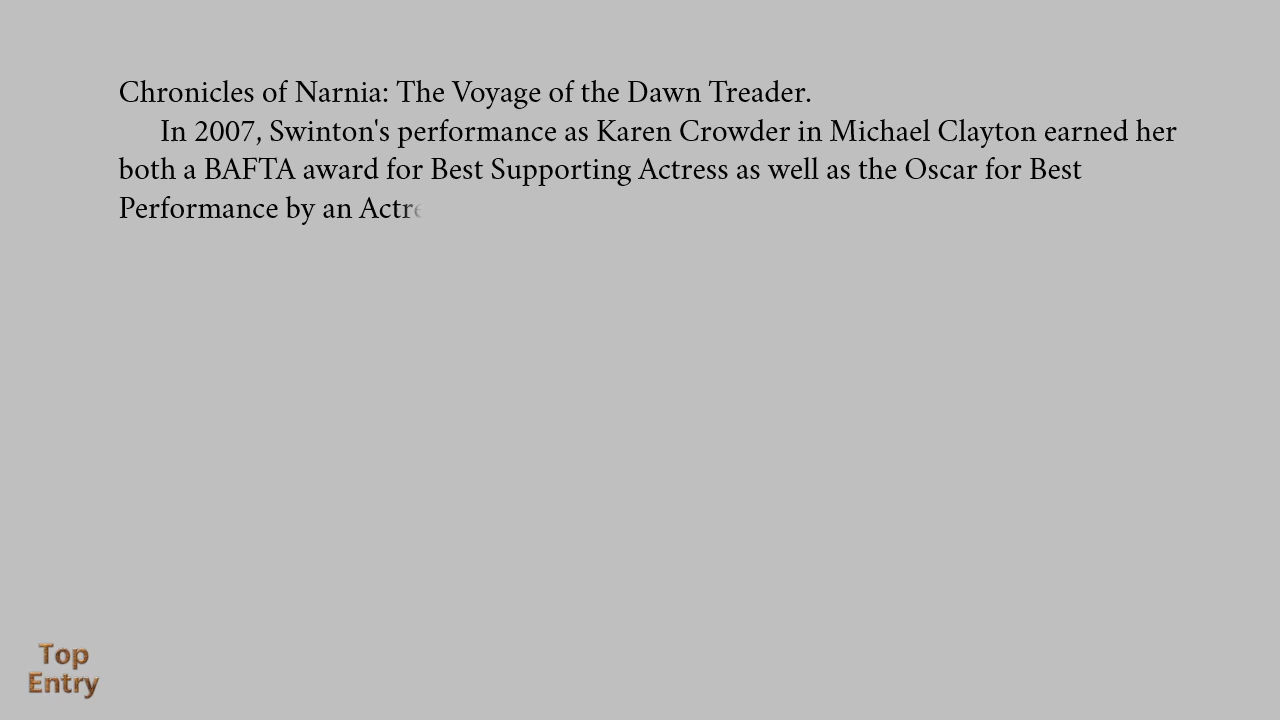 Chronicles of Narnia: The Voyage of the Dawn Treader.
In 2007, Swinton's performance as Karen Crowder in Michael Clayton earned her
both a BAFTA award for Best Supporting Actress as well as the Oscar for Best
Performance by an Actre
Top
Entry